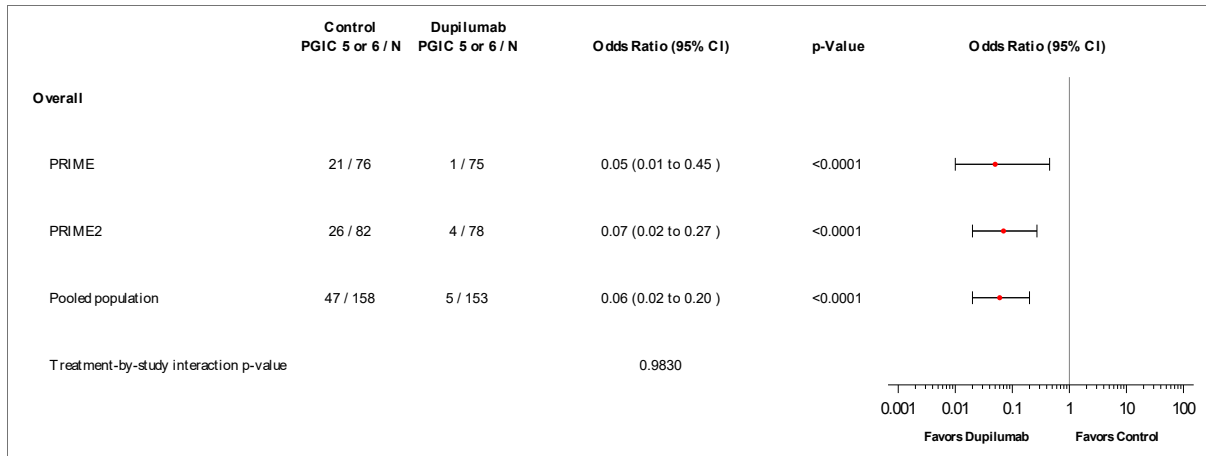 Control Dupilumab
PGIC 5 or 6 / N PGIC 5 or 6 / N Odds Ratio (95% CI) p-Value Odds Ratio (95% CI)
Overall
PRIME 21 / 76 1 / 75 0.05 (0.01 to 0.45 ) <0.0001
PRIME2 26 / 82 4 / 78 0.07 (0.02 to 0.27 ) <0.0001
Pooled population 47 / 158 5 / 153 0.06 (0.02 to 0.20 ) <0.0001
Treatment-by-study interaction p-value 0.9830
0.001 0.01 0.1 1 10 100
Favors Dupilumab Favors Control